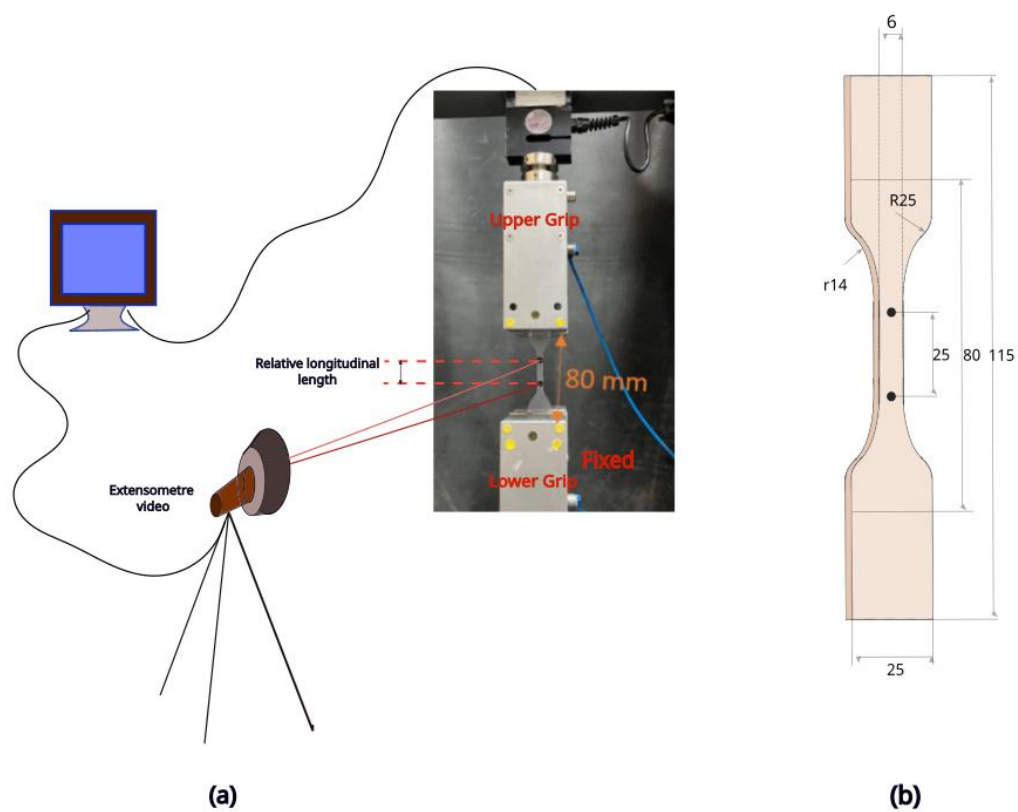 Upper Grip
Relative longitudinal
length
80 mm
Fixed
Lower Grip
Extensometre
video
(a)
6
R25
r14
25
80
115
25
(b)